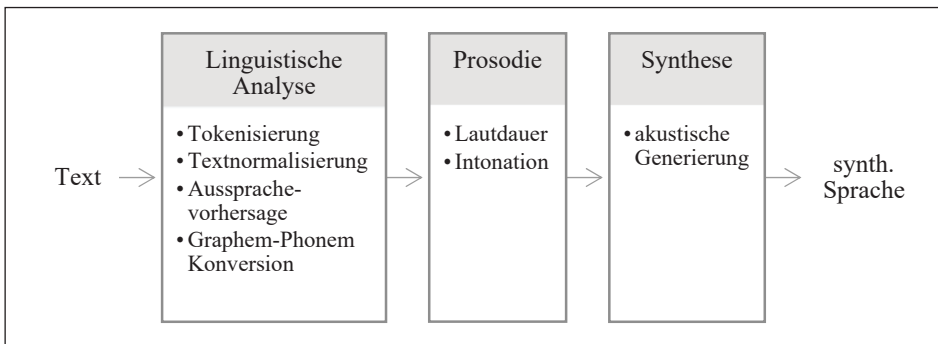 Linguistische
Analyse
Prosodie
Synthese
Text
• Tokenisierung
• Textnormalisierung
• Aussprache-
vorhersage
• Graphem-Phonem
Konversion
• Lautdauer
• Intonation
• akustische
Generierung
synth.
Sprache